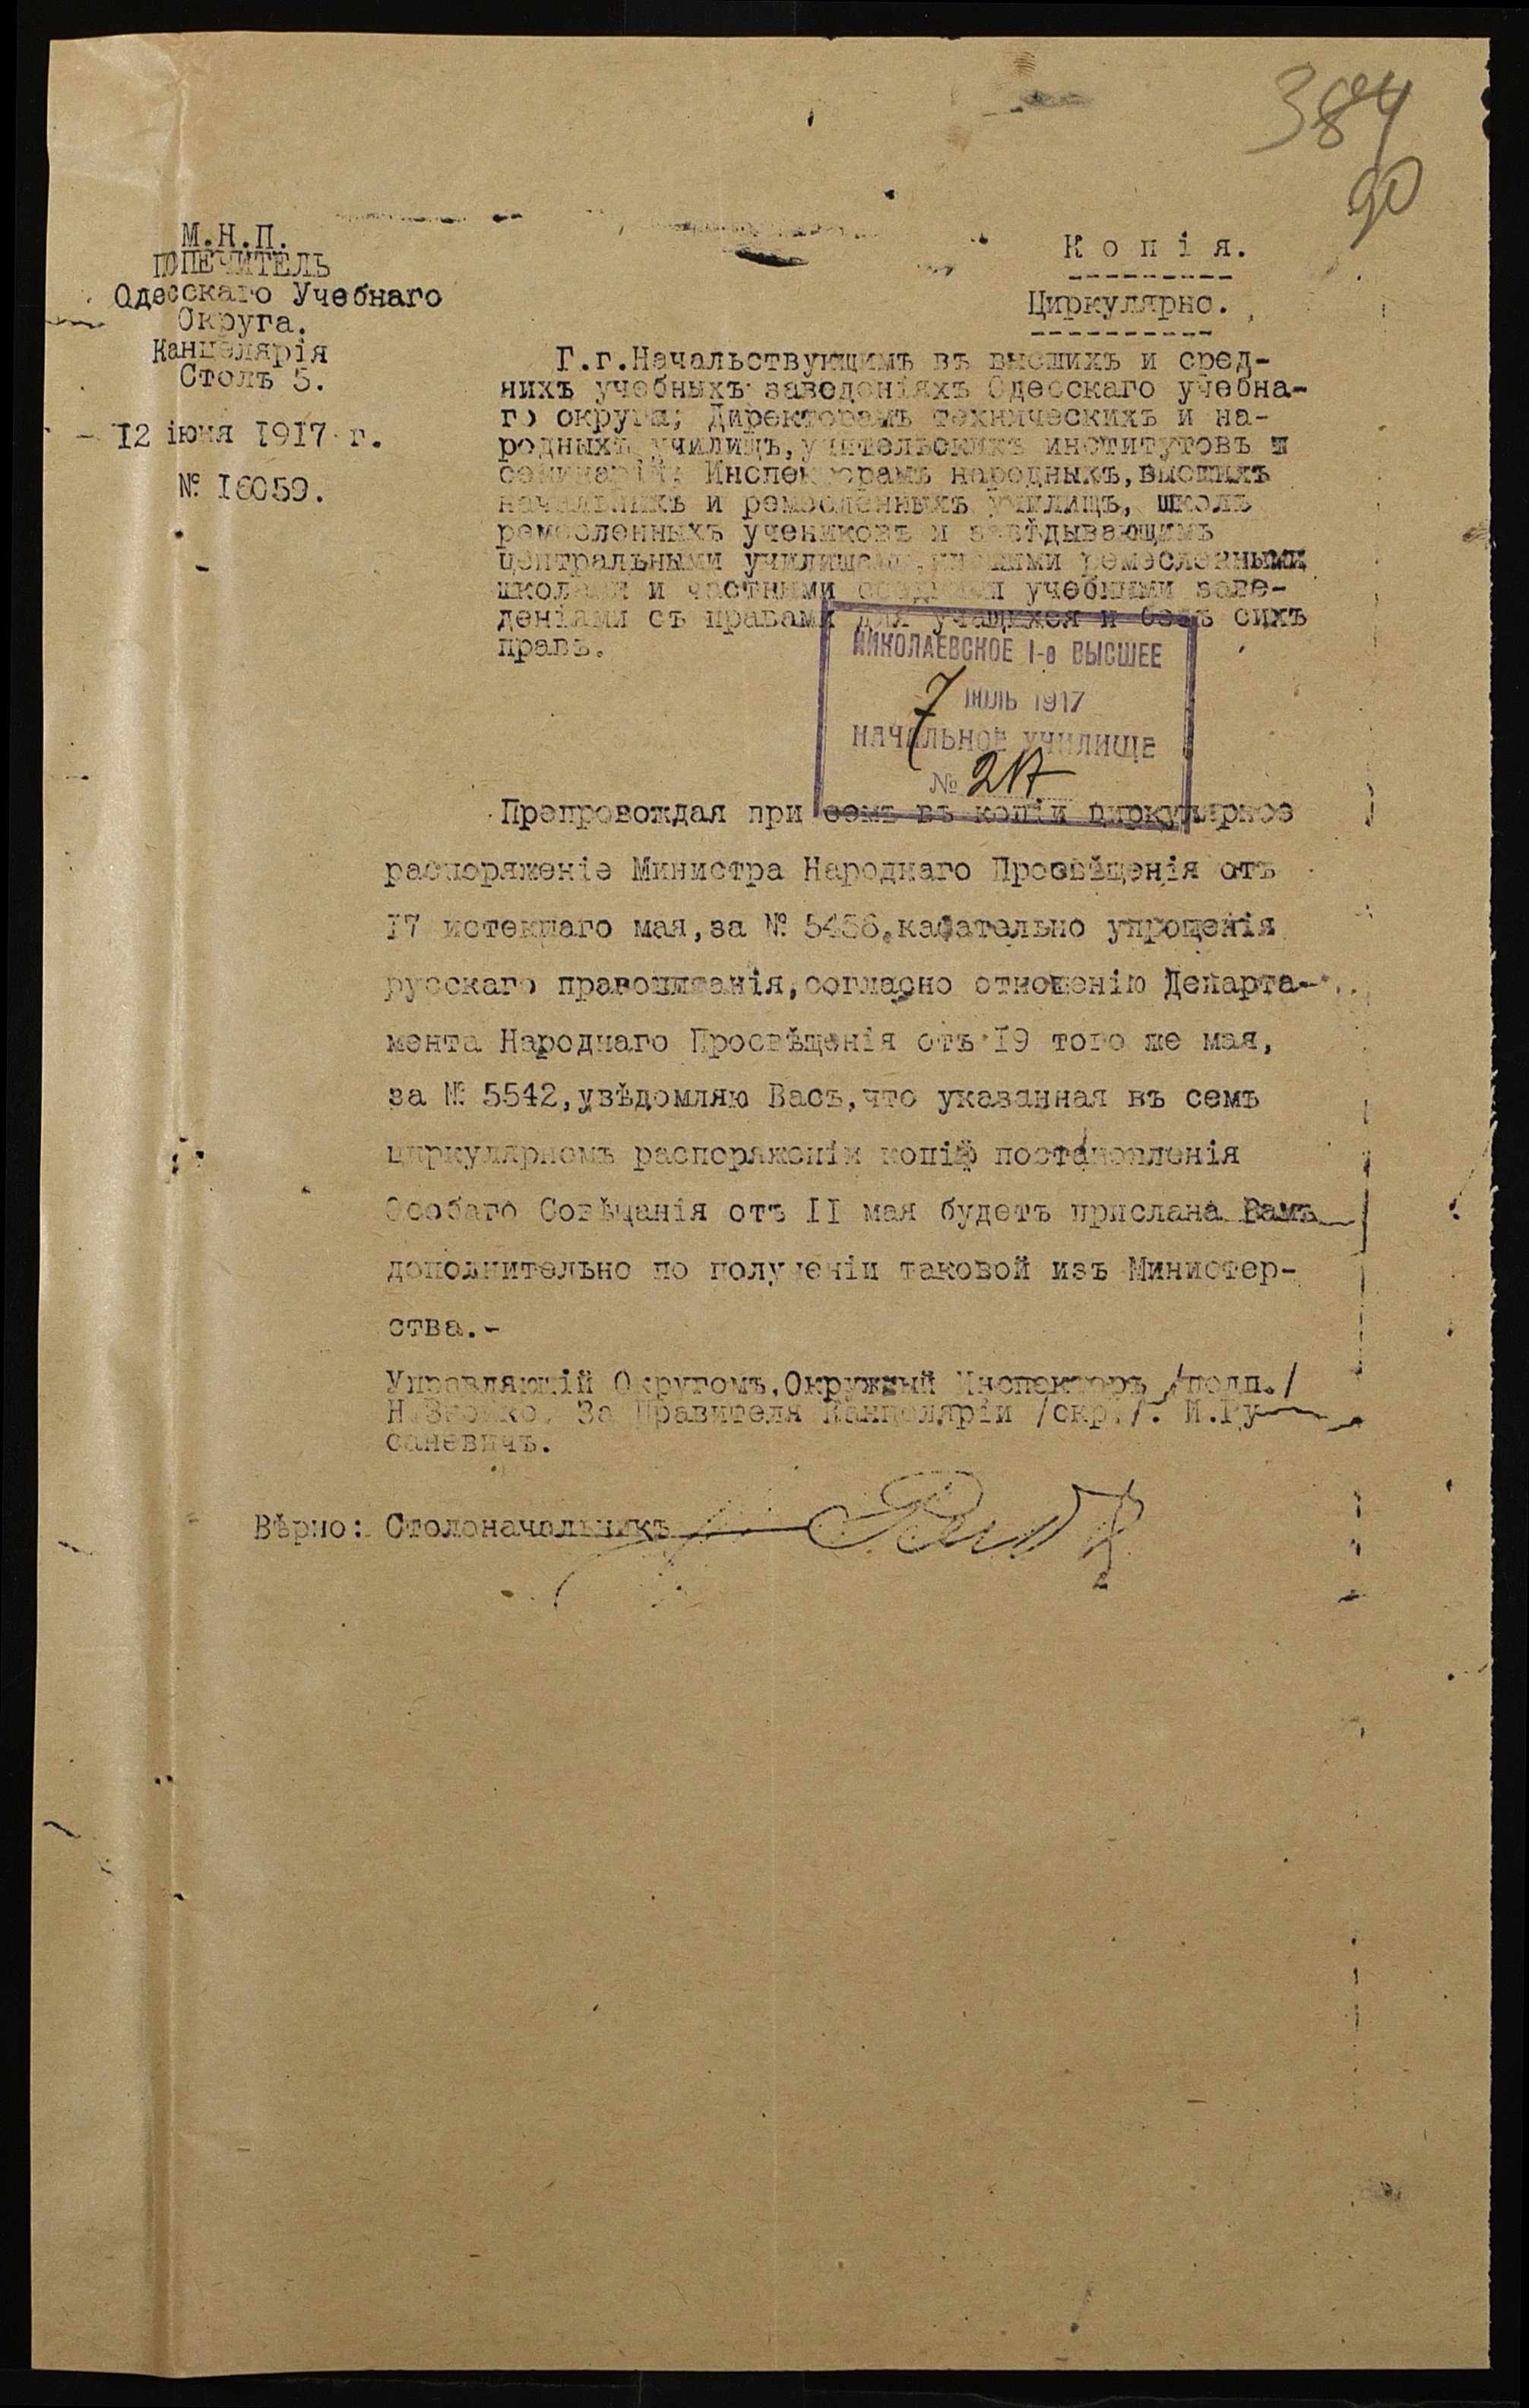 384
90
М.Н.П.
ПОПЕЧИТЕЛЬ
Одесскаго Учебнаго
Округа.
Канцелярія
Столъ 5.
12 іюня 1917 г.
№ 16059.
Копія.
Циркулярно.
Г.г.Начальствующимъ въ высшихъ и сред-
нихъ учебныхъ заведеніяхъ Одесскаго учебна-
го округа; Директорамъ техническихъ и на-
родныхъ училищъ, учительскихъ институтовъ и
семинарій; Инспекторамъ народныхъ, высшихъ
начальныхъ и ремесленныхъ училищъ, школъ
ремесленныхъ учениковъ и завѣдывающимъ
центральными училищами, низшими ремесленными
школами и частными средними учебными заве-
деніями съ правами для учащихся и безъ сихъ
правъ.
НИКОЛАЕВСКОЕ 1-е ВЫСШЕЕ
7 ІЮЛЬ 1917
НАЧАЛЬНОЕ УЧИЛИЩЕ
№
Препровождая при семъ въ копіи циркулярное
распоряженіе Министра Народнаго Просвѣщенія отъ
17 истекшаго мая, за № 5456, касательно упрощенія
русскаго правописанія, согласно отношенію Департа-
мента Народнаго Просвѣщенія отъ 19 того же мая,
за № 5542, увѣдомляю Васъ, что указанная въ семъ
циркулярномъ распоряженіи копія постановленія
Особаго Совѣщанія отъ 11 мая будетъ прислана Вамъ
дополнительно по полученіи таковой изъ Министер-
ства.-
Управляющій Округомъ, Окружный Инспекторъ /подп./
Н. За Правителя Канцеляріи /скр./. И.Ру-
саневичъ.
Вѣрно: Столоначальникъ